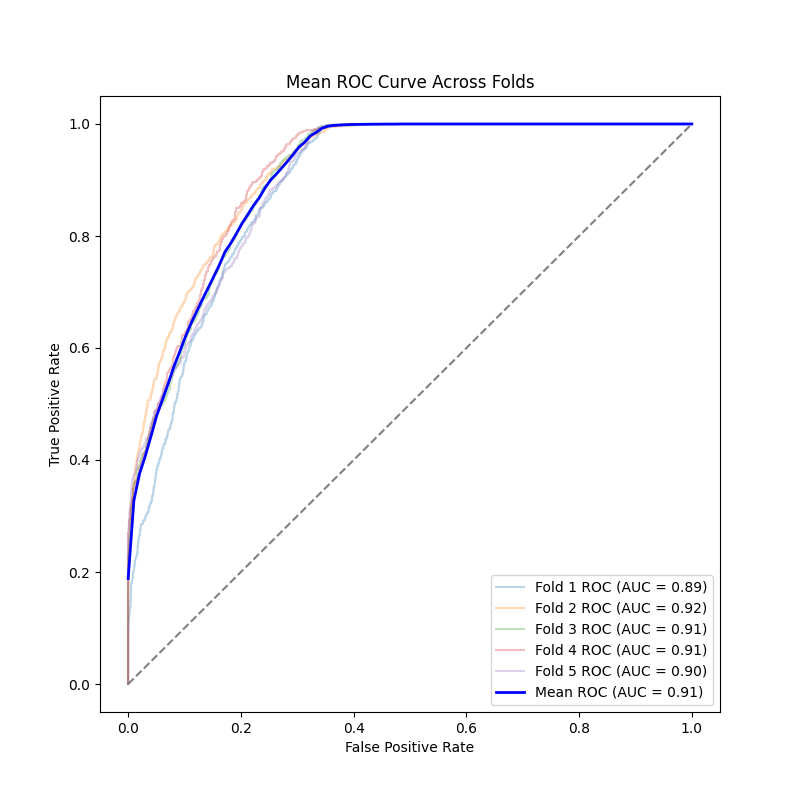 Mean ROC Curve Across Folds
True Positive Rate
1.0
0.8
0.6
0.4
0.2
0.0
0.0 0.2 0.4 0.6 0.8 1.0
False Positive Rate
Fold 1 ROC (AUC = 0.89)
Fold 2 ROC (AUC = 0.92)
Fold 3 ROC (AUC = 0.91)
Fold 4 ROC (AUC = 0.91)
Fold 5 ROC (AUC = 0.90)
Mean ROC (AUC = 0.91)